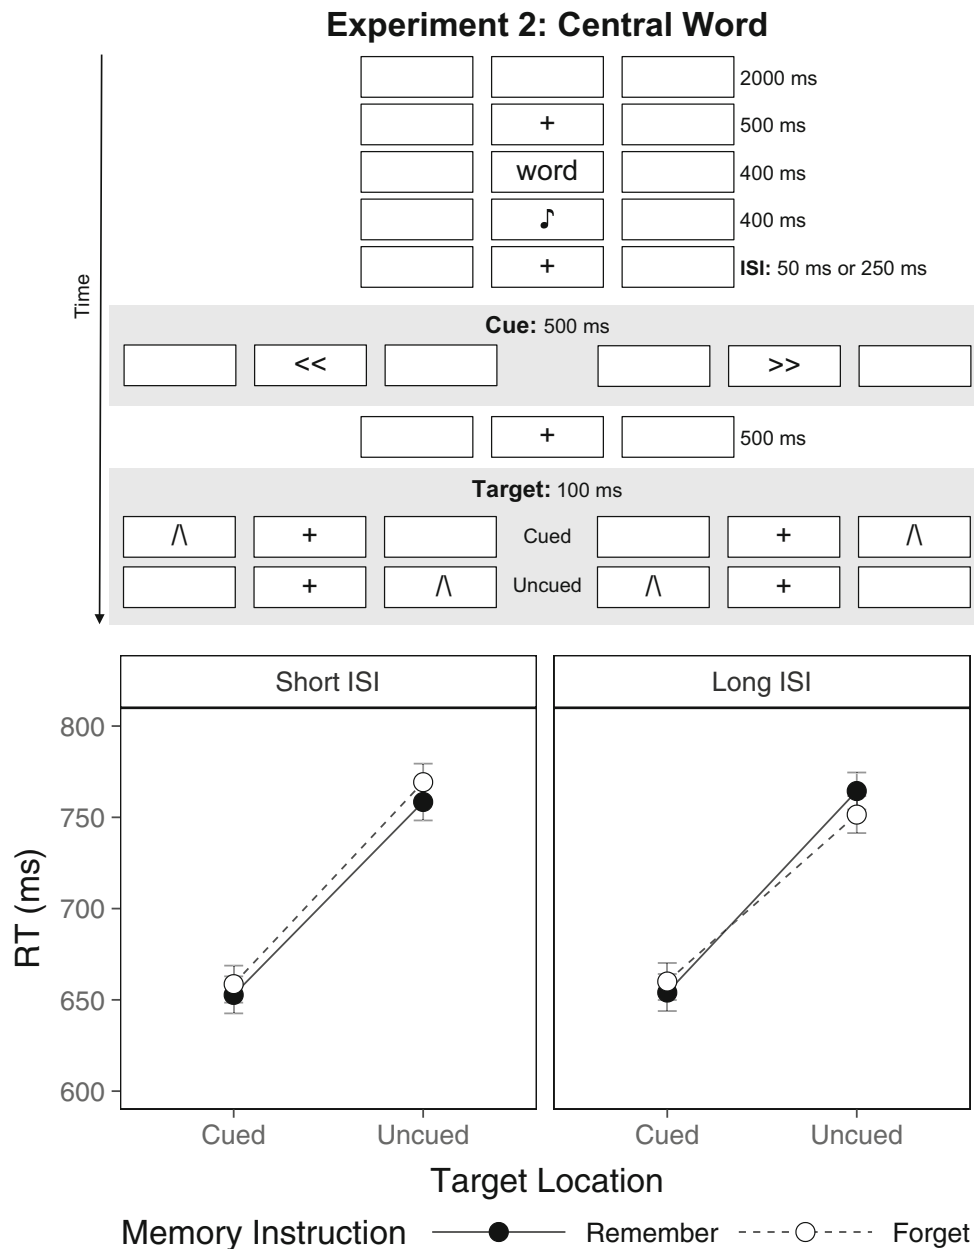 Experiment 2: Central Word
2000 ms
+ 500 ms
word 400 ms
♪ 400 ms
+ ISI: 50 ms or 250 ms
Time
Cue: 500 ms
<< >>
+ 500 ms
Target: 100 ms
/\ + Cued + /\
+ /\ Uncued /\ +
Short ISI Long ISI
800
750
700
650
600
RT (ms)
Cued Uncued Cued Uncued
Target Location
Memory Instruction Remember Forget